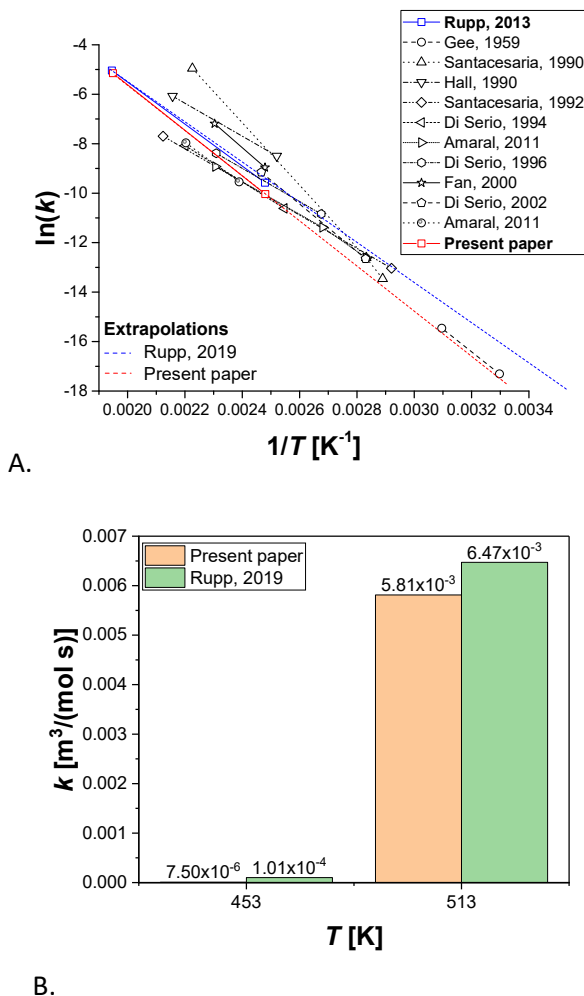 -4
-6
-8
-10
-12
-14
-16
-18
ln(k)
Rupp, 2013
Gee, 1959
Santacesaria, 1990
Hall, 1990
Santacesaria, 1992
Di Serio, 1994
Amaral, 2011
Di Serio, 1996
Fan, 2000
Di Serio, 2002
Amaral, 2011
Present paper
Extrapolations
Rupp, 2019
Present paper
0.0020 0.0022 0.0024 0.0026 0.0028 0.0030 0.0032 0.0034
1/T [K⁻¹]
A.
0.007
0.006
0.005
0.004
0.003
0.002
0.001
0.000
k [m³/(mol s)]
Present paper
Rupp, 2019
6.47x10⁻³
5.81x10⁻³
7.50x10⁻⁶ 1.01x10⁻⁴
453 513
T [K]
B.